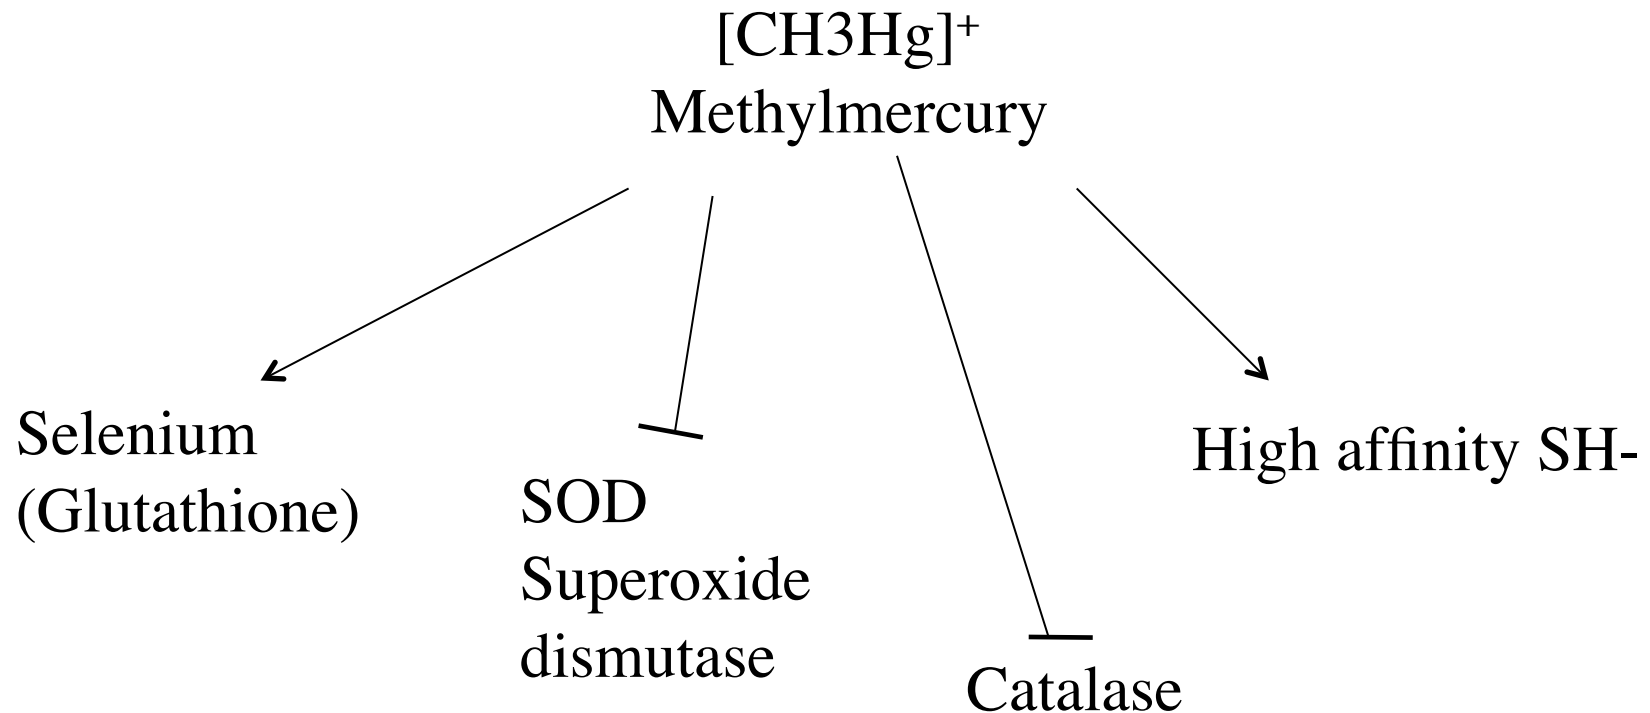 [CH3Hg]⁺
Methylmercury
Selenium
(Glutathione)
SOD
Superoxide
dismutase
Catalase
High affinity SH-